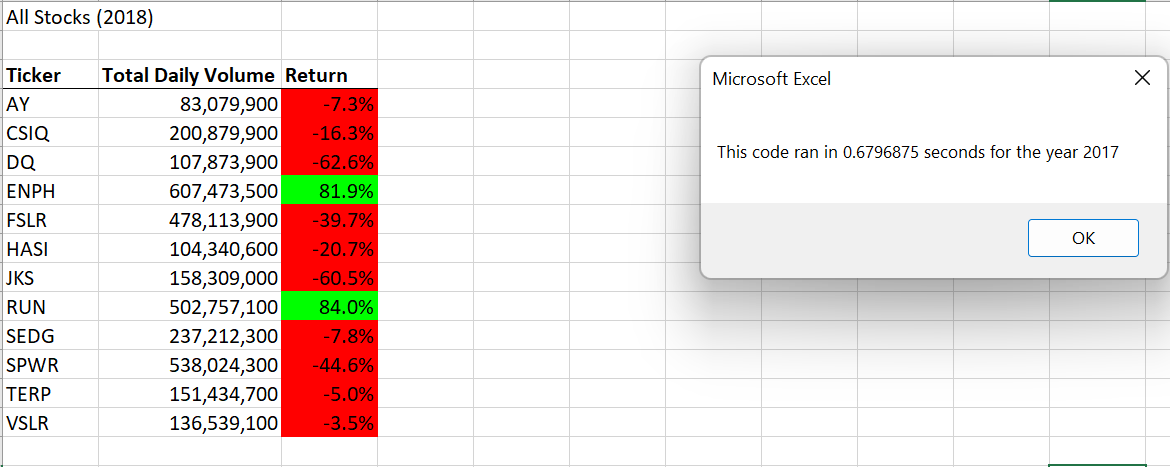 All Stocks (2018)
Ticker Total Daily Volume Return
AY 83,079,900 -7.3%
CSIQ 200,879,900 -16.3%
DQ 107,873,900 -62.6%
ENPH 607,473,500 81.9%
FSLR 478,113,900 -39.7%
HASI 104,340,600 -20.7%
JKS 158,309,000 -60.5%
RUN 502,757,100 84.0%
SEDG 237,212,300 -7.8%
SPWR 538,024,300 -44.6%
TERP 151,434,700 -5.0%
VSLR 136,539,100 -3.5%
Microsoft Excel
This code ran in 0.6796875 seconds for the year 2017
OK